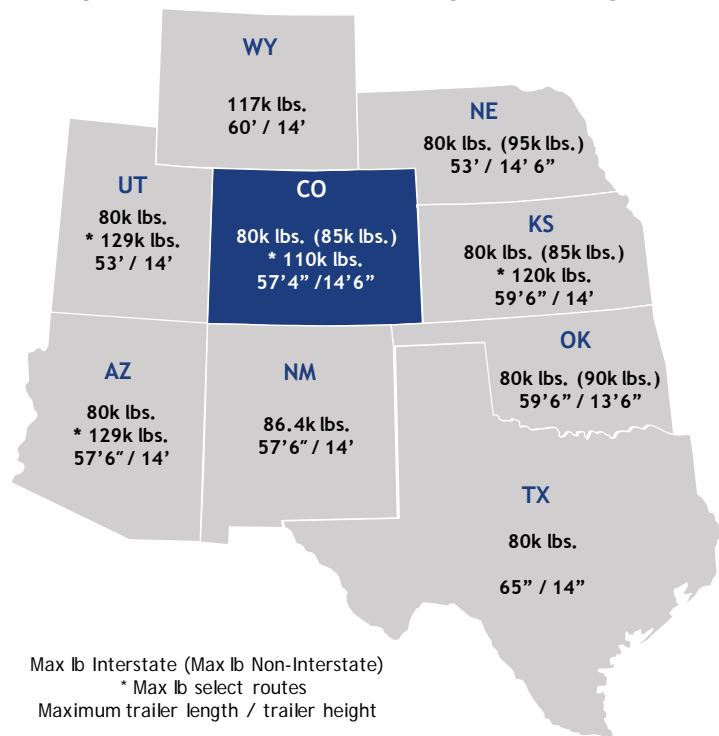 WY
117k lbs.
60’ / 14’
NE
80k lbs. (95k lbs.)
53’ / 14’ 6”
UT
80k lbs.
* 129k lbs.
53’ / 14’
CO
80k lbs. (85k lbs.)
* 110k lbs.
57’4” /14’6”
KS
80k lbs. (85k lbs.)
* 120k lbs.
59’6” / 14’
AZ
80k lbs.
* 129k lbs.
57’6” / 14’
NM
86.4k lbs.
57’6” / 14’
OK
80k lbs. (90k lbs.)
59’6” / 13’6”
TX
80k lbs.
65” / 14”
Max lb Interstate (Max lb Non-Interstate)
* Max lb select routes
Maximum trailer length / trailer height